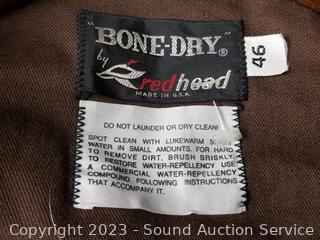 "BONE-DRY"®
by redhead
MADE IN U.S.A.
46
DO NOT LAUNDER OR DRY CLEAN!
SPOT CLEAN WITH LUKEWARM
WATER IN SMALL AMOUNTS. FOR HARD
TO REMOVE DIRT, BRUSH BRISKLY.
TO RESTORE WATER-REPELLENCY USE
A COMMERCIAL WATER-REPELLENCY
COMPOUND FOLLOWING INSTRUCTIONS
THAT
Copyright 2023 - Sound Auction Service